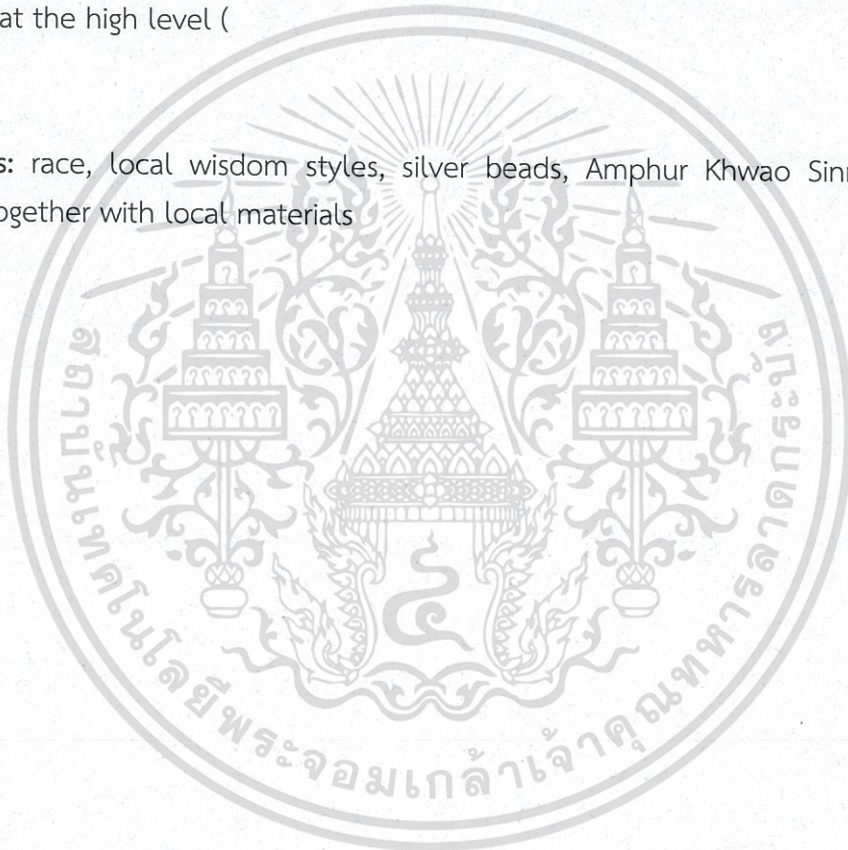 at the high level (
s: race, local wisdom styles, silver beads, Amphur Khwao Sinr
ogether with local materials
๔
สถาบันเทคโนโลยีพระจอมเกล้าเจ้าคุณทหารลาดกระบัง